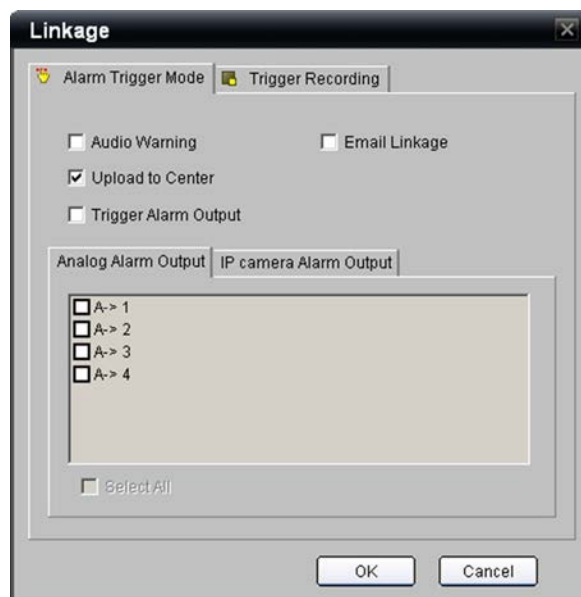 Linkage
Alarm Trigger Mode Trigger Recording
Audio Warning Email Linkage
Upload to Center
Trigger Alarm Output
Analog Alarm Output IP camera Alarm Output
A-> 1
A-> 2
A-> 3
A-> 4
Select All
OK Cancel